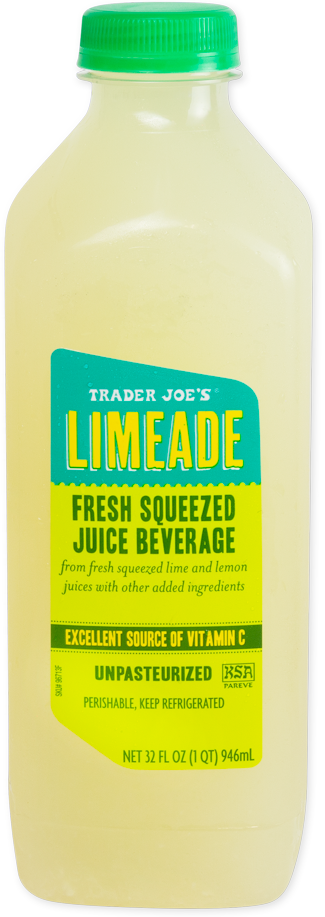 TRADER JOE'S®
LIMEADE
FRESH SQUEEZED
JUICE BEVERAGE
from fresh squeezed lime and lemon
juices with other added ingredients
EXCELLENT SOURCE OF VITAMIN C
UNPASTEURIZED
KSA
PAREVE
PERISHABLE, KEEP REFRIGERATED
NET 32 FL OZ (1 QT) 946mL